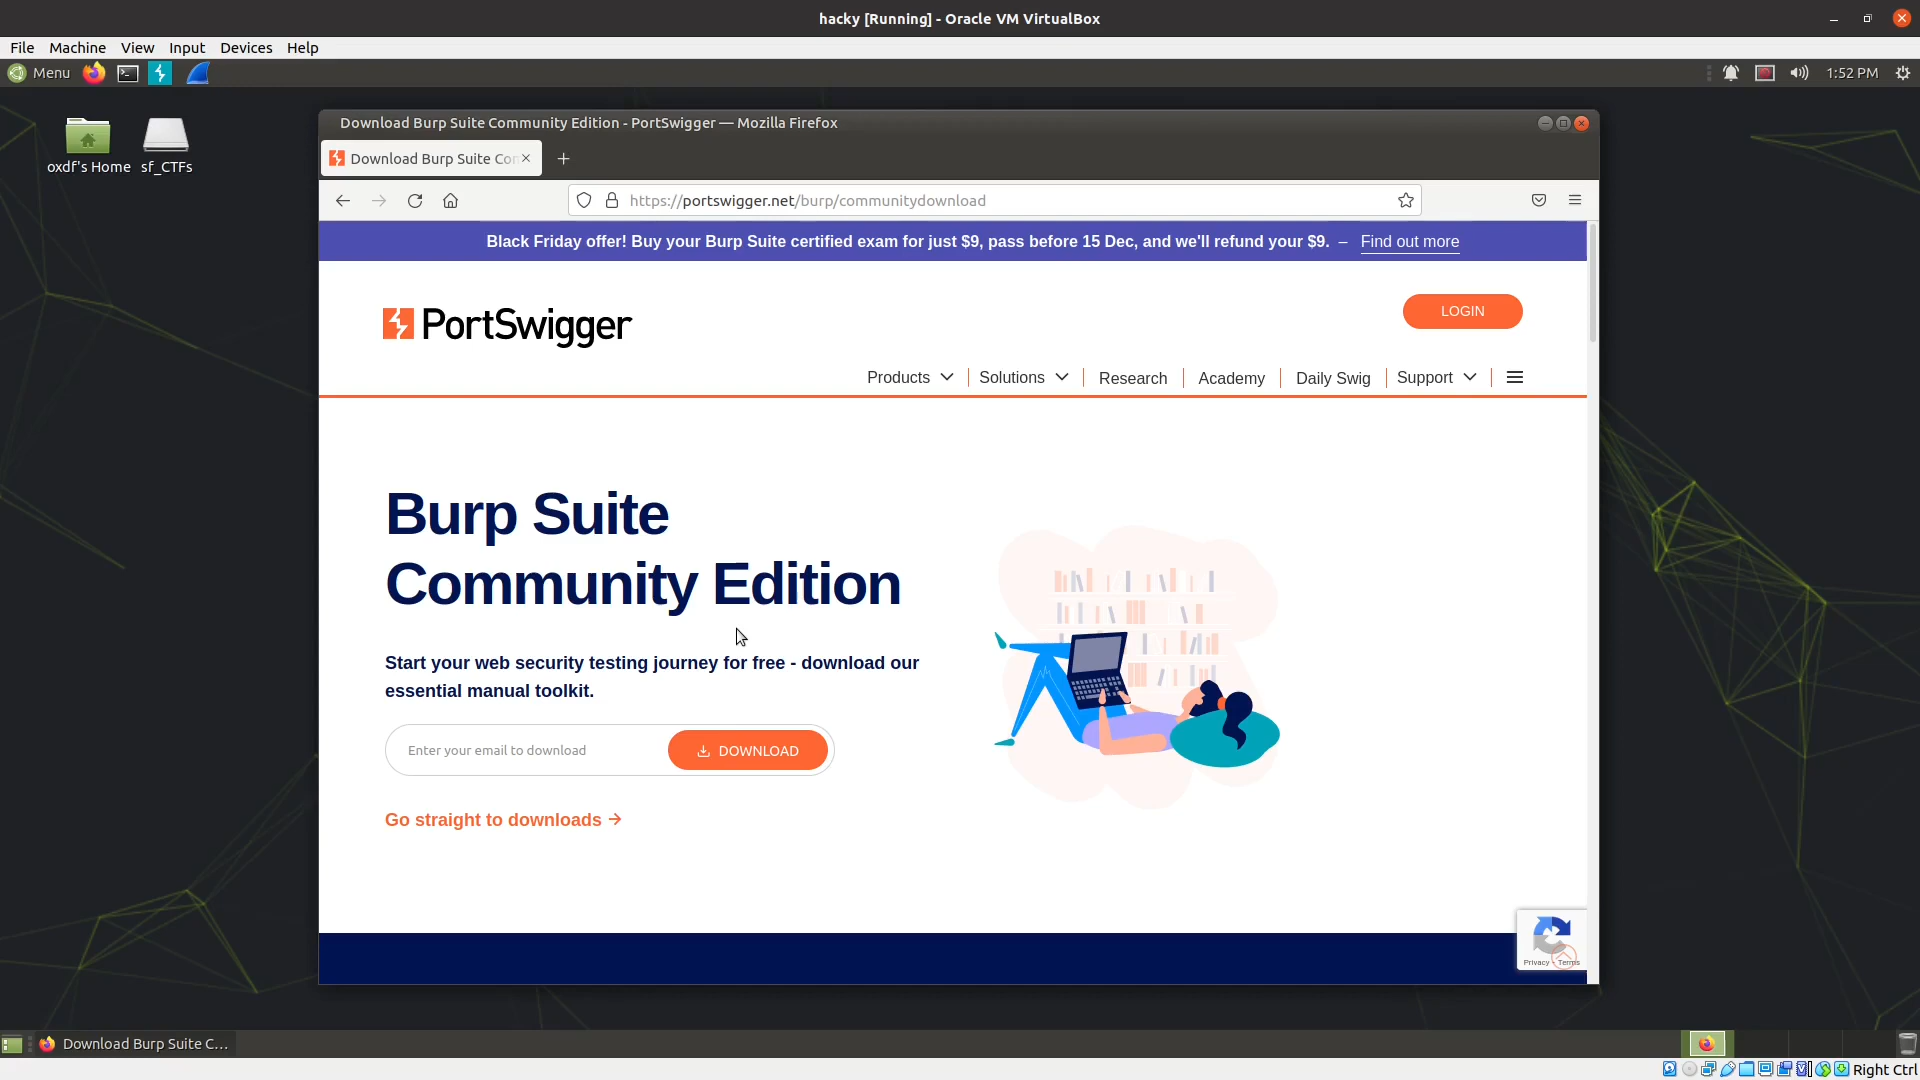 hacky [Running] - Oracle VM VirtualBox
File Machine View Input Devices Help
Menu 1:52 PM
oxdf's Home sf_CTFs
Download Burp Suite Community Edition - PortSwigger — Mozilla Firefox
Download Burp Suite Co
https://portswigger.net/burp/communitydownload
Black Friday offer! Buy your Burp Suite certified exam for just $9, pass before 15 Dec, and we'll refund your $9. – Find out more
PortSwigger
LOGIN
Products Solutions Research Academy Daily Swig Support
Burp Suite
Community Edition
Start your web security testing journey for free - download our
essential manual toolkit.
Enter your email to download DOWNLOAD
Go straight to downloads →
Privacy - Terms
Download Burp Suite C...
Right Ctrl